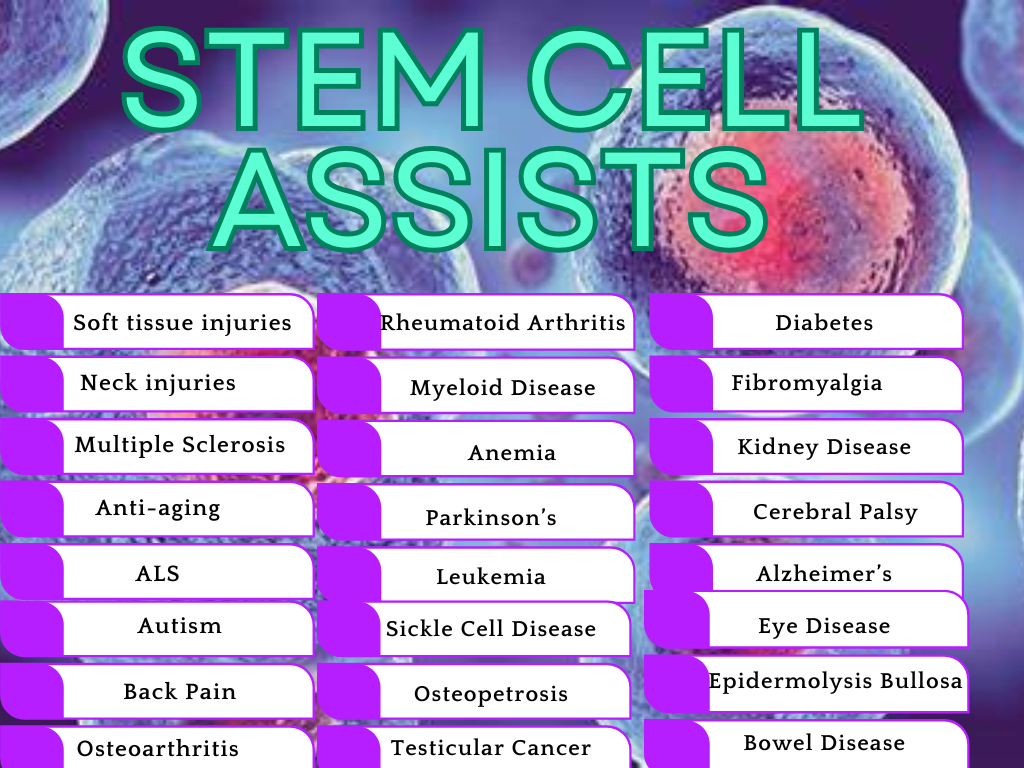 STEM CELL
ASSISTS
Soft tissue injuries
Neck injuries
Multiple Sclerosis
Anti-aging
ALS
Autism
Back Pain
Osteoarthritis
Rheumatoid Arthritis
Myeloid Disease
Anemia
Parkinson’s
Leukemia
Sickle Cell Disease
Osteopetrosis
Testicular Cancer
Diabetes
Fibromyalgia
Kidney Disease
Cerebral Palsy
Alzheimer’s
Eye Disease
Epidermolysis Bullosa
Bowel Disease